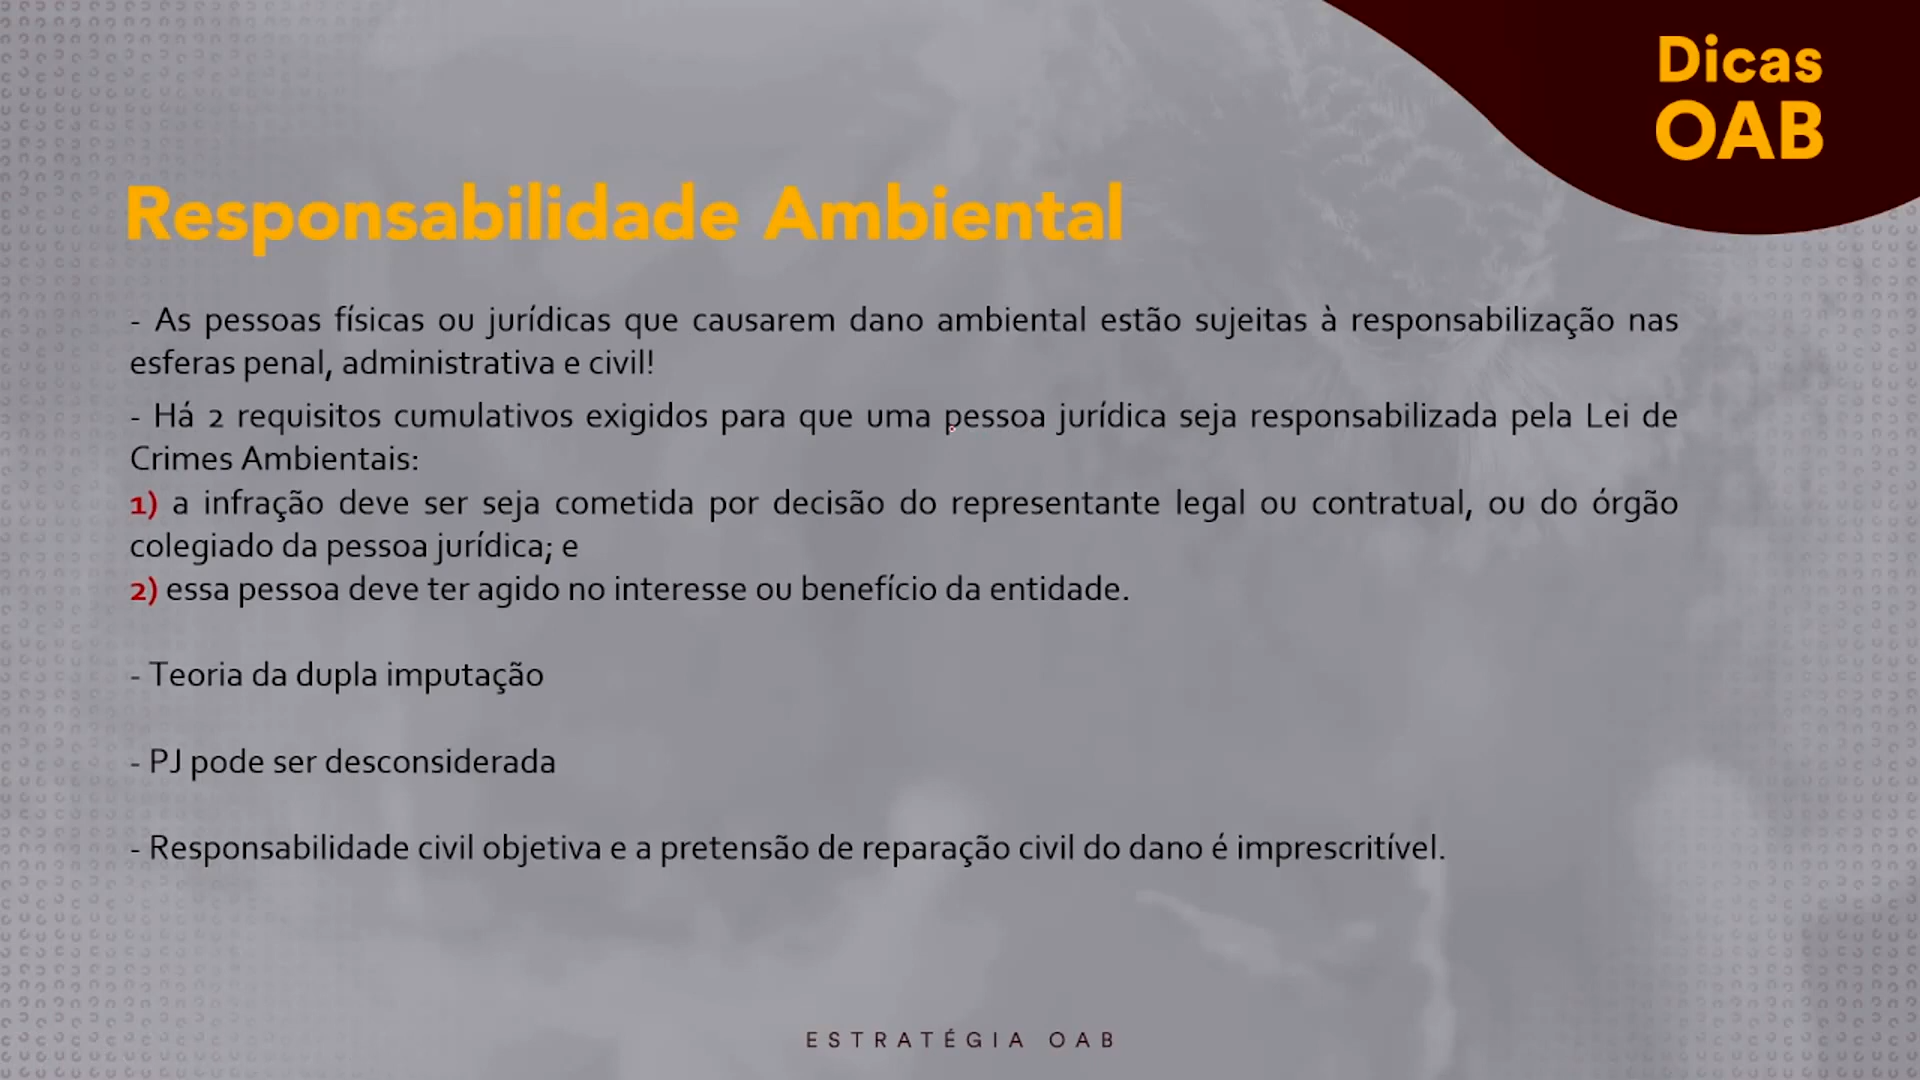 Dicas
OAB
Responsabilidade Ambiental
- As pessoas físicas ou jurídicas que causarem dano ambiental estão sujeitas à responsabilização nas
esferas penal, administrativa e civil!
- Há 2 requisitos cumulativos exigidos para que uma pessoa jurídica seja responsabilizada pela Lei de
Crimes Ambientais:
1) a infração deve ser seja cometida por decisão do representante legal ou contratual, ou do órgão
colegiado da pessoa jurídica; e
2) essa pessoa deve ter agido no interesse ou benefício da entidade.
- Teoria da dupla imputação
- PJ pode ser desconsiderada
- Responsabilidade civil objetiva e a pretensão de reparação civil do dano é imprescritível.
ESTRATÉGIA OAB